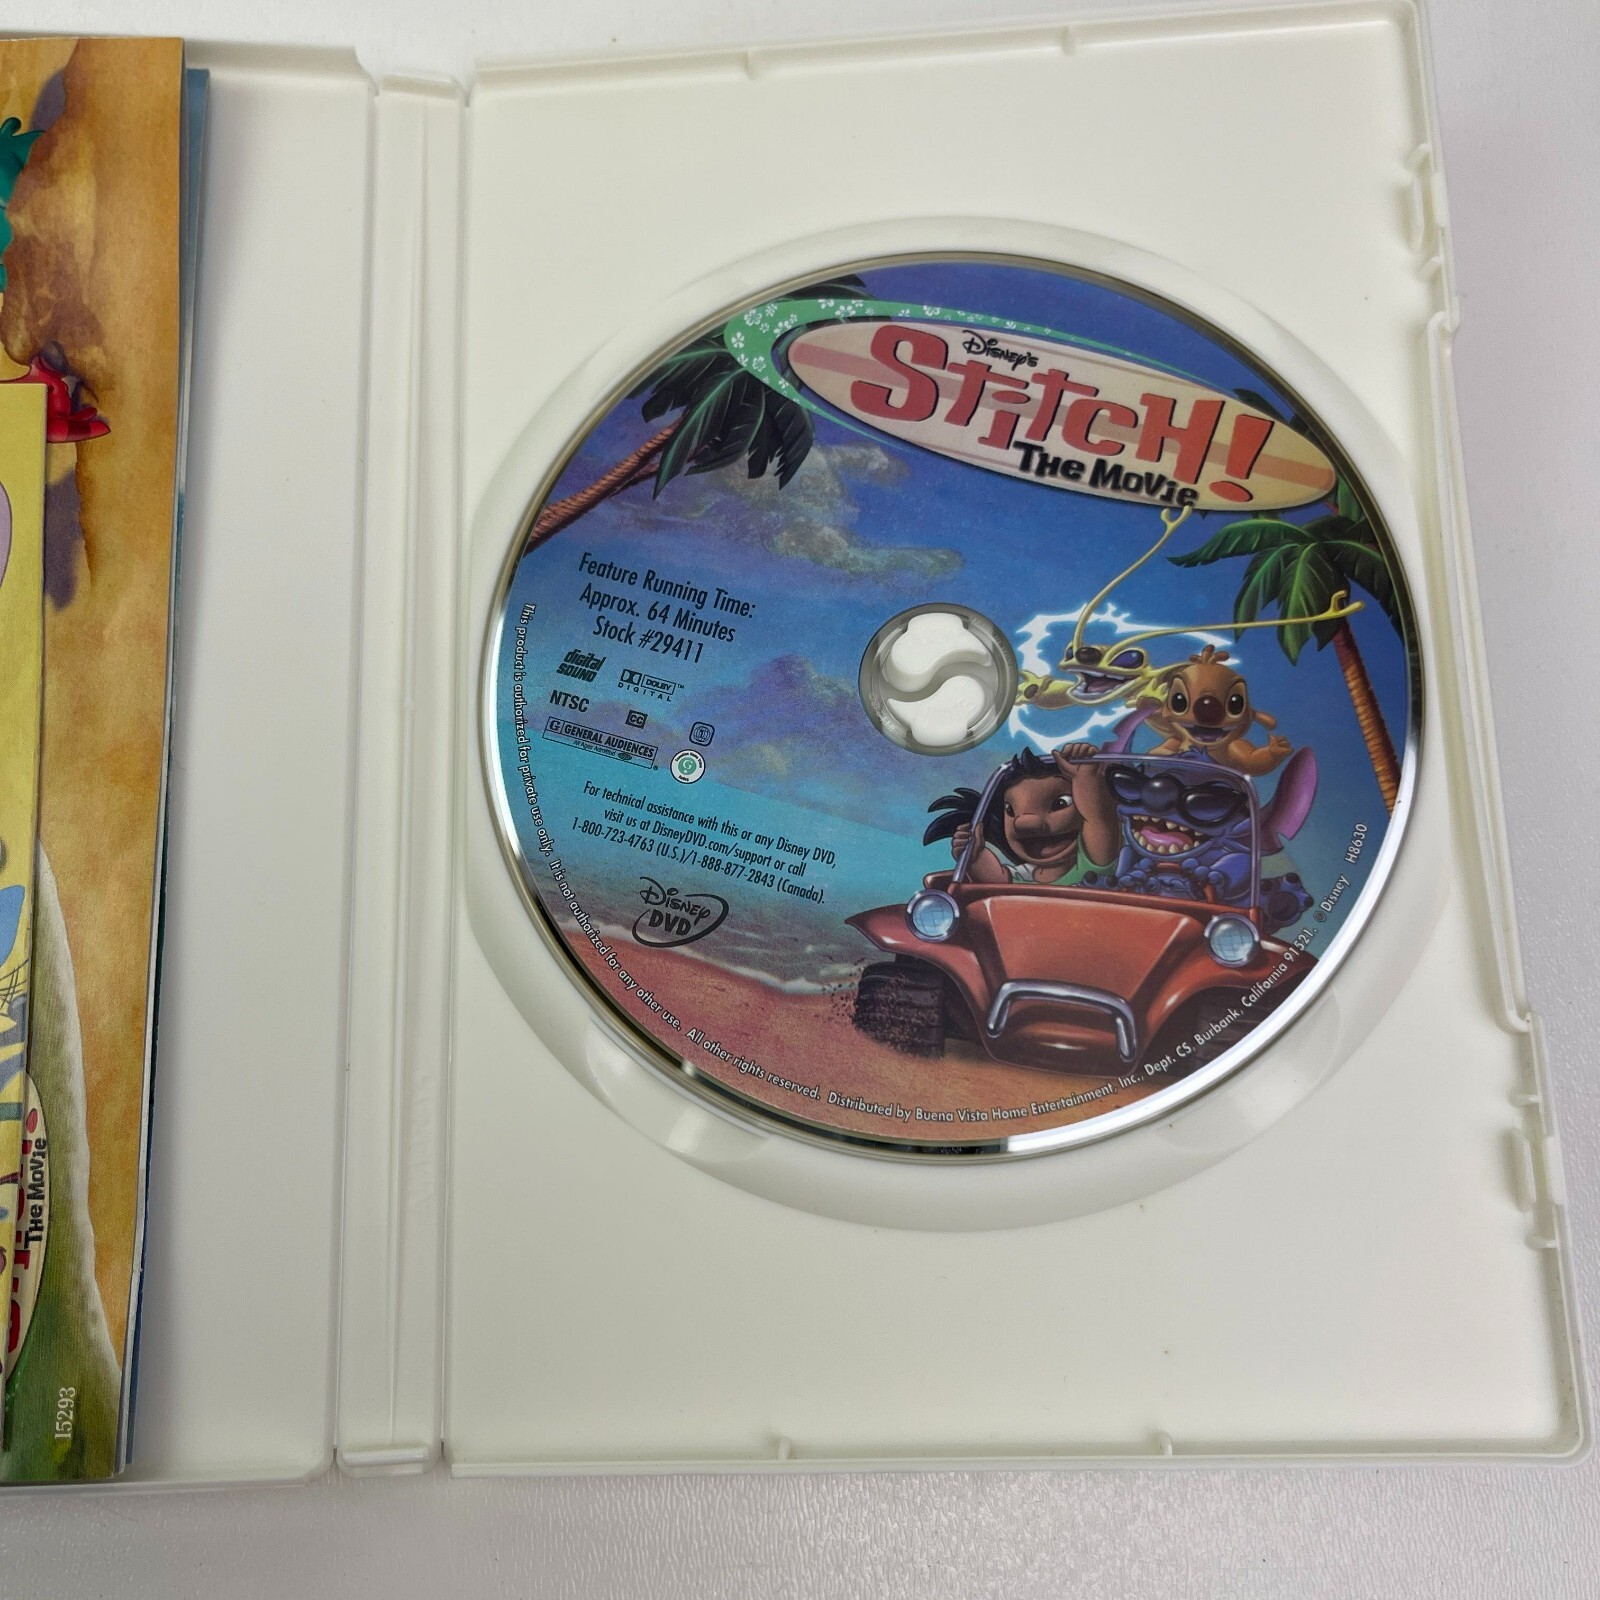 Disney's
Stitch!
The Movie
Feature Running Time:
Approx. 64 Minutes
Stock #29411
digital
sound
DOLBY
DIGITAL
NTSC
CC
G GENERAL AUDIENCES
All Ages Admitted
G
For technical assistance with this or any Disney DVD,
visit us at DisneyDVD.com/support or call
1-800-723-4763 (U.S.)/1-888-877-2843 (Canada).
Disney
DVD
This product is authorized for private use only. It is not authorized for any other use. All other rights reserved. Distributed by Buena Vista Home Entertainment, Inc., Dept. CS, Burbank, California 91521. © Disney H8630
The Movie
15293